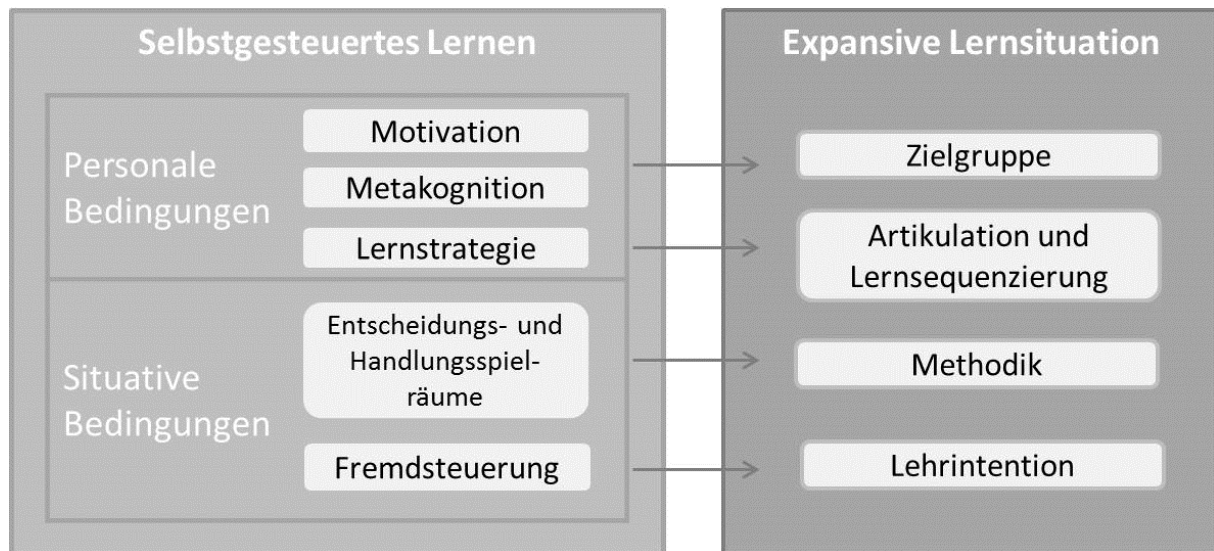 Selbstgesteuertes Lernen
Personale
Bedingungen
Motivation
Metakognition
Lernstrategie
Situative
Bedingungen
Entscheidungs- und
Handlungsspiel-
räume
Fremdsteuerung
Expansive Lernsituation
Zielgruppe
Artikulation und
Lernsequenzierung
Methodik
Lehrintention